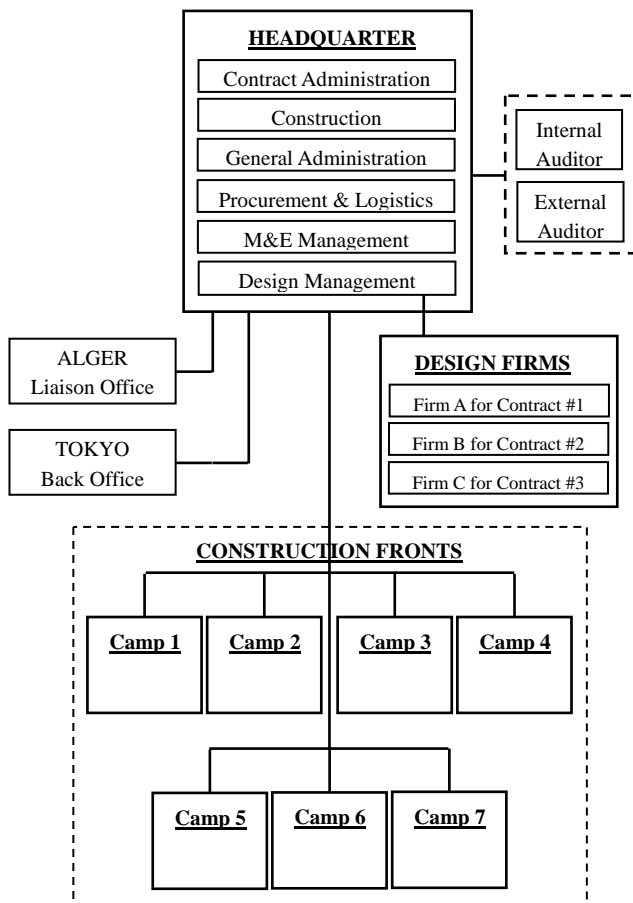 HEADQUARTER
Contract Administration
Construction
General Administration
Procurement & Logistics
M&E Management
Design Management
Internal
Auditor
External
Auditor
ALGER
Liaison Office
TOKYO
Back Office
DESIGN FIRMS
Firm A for Contract #1
Firm B for Contract #2
Firm C for Contract #3
CONSTRUCTION FRONTS
Camp 1
Camp 2
Camp 3
Camp 4
Camp 5
Camp 6
Camp 7